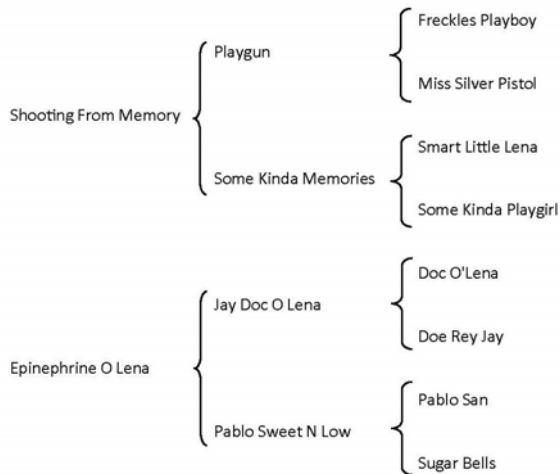 Freckles Playboy
Playgun
Miss Silver Pistol
Shooting From Memory
Smart Little Lena
Some Kinda Memories
Some Kinda Playgirl
Doc O'Lena
Jay Doc O Lena
Doe Rey Jay
Epinephrine O Lena
Pablo San
Pablo Sweet N Low
Sugar Bells